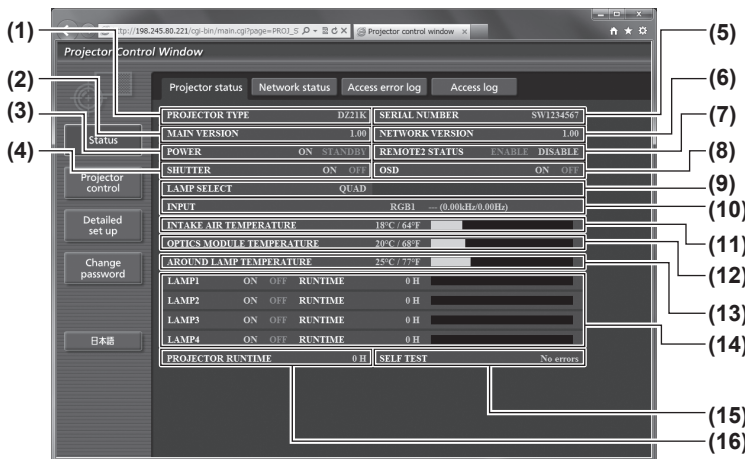 198.245.80.221/cgi-bin/main.cgi?page=PROJ_S
Projector control window
Projector Control Window
Projector status Network status Access error log Access log
PROJECTOR TYPE DZ21K SERIAL NUMBER SW1234567
MAIN VERSION 1.00 NETWORK VERSION 1.00
POWER ON STANDBY REMOTE2 STATUS ENABLE DISABLE
SHUTTER ON OFF OSD ON OFF
LAMP SELECT QUAD
INPUT RGB1 --- (0.00kHz/0.00Hz)
INTAKE AIR TEMPERATURE 18°C / 64°F
OPTICS MODULE TEMPERATURE 20°C / 68°F
AROUND LAMP TEMPERATURE 25°C / 77°F
LAMP1 ON OFF RUNTIME 0 H
LAMP2 ON OFF RUNTIME 0 H
LAMP3 ON OFF RUNTIME 0 H
LAMP4 ON OFF RUNTIME 0 H
PROJECTOR RUNTIME 0 H SELF TEST No errors
Status
Projector
control
Detailed
set up
Change
password
日本語
(1)
(2)
(3)
(4)
(5)
(6)
(7)
(8)
(9)
(10)
(11)
(12)
(13)
(14)
(15)
(16)